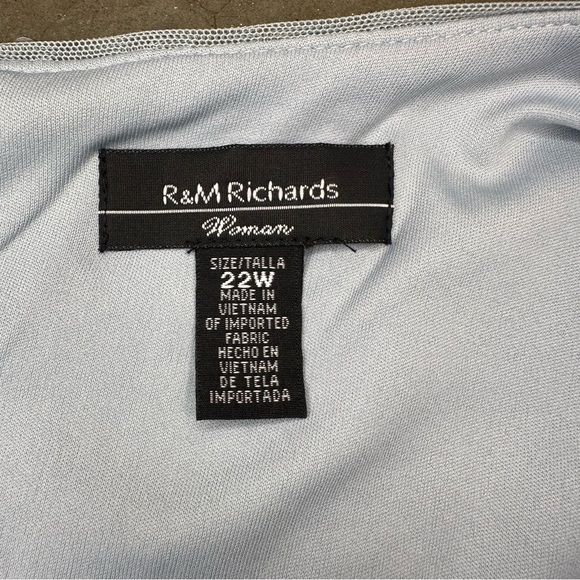 R&M Richards
Woman
SIZE/TALLA
22W
MADE IN
VIETNAM
OF IMPORTED
FABRIC
HECHO EN
VIETNAM
DE TELA
IMPORTADA